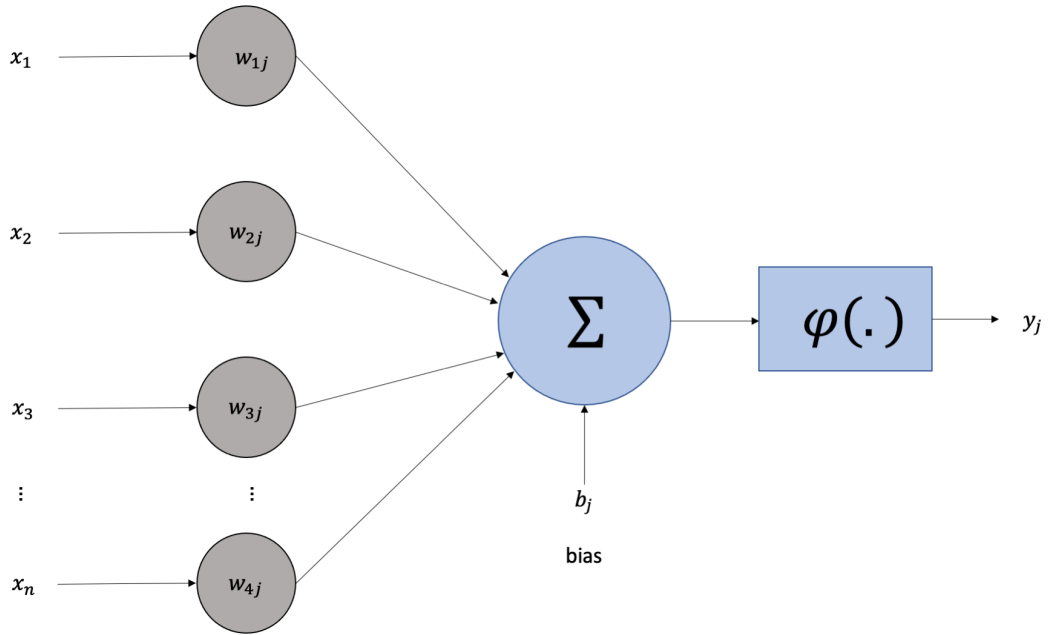 x₁ w₁ⱼ
x₂ w₂ⱼ
Σ φ(.) yⱼ
x₃ w₃ⱼ
⋮ ⋮
bⱼ
bias
xₙ w₄ⱼ